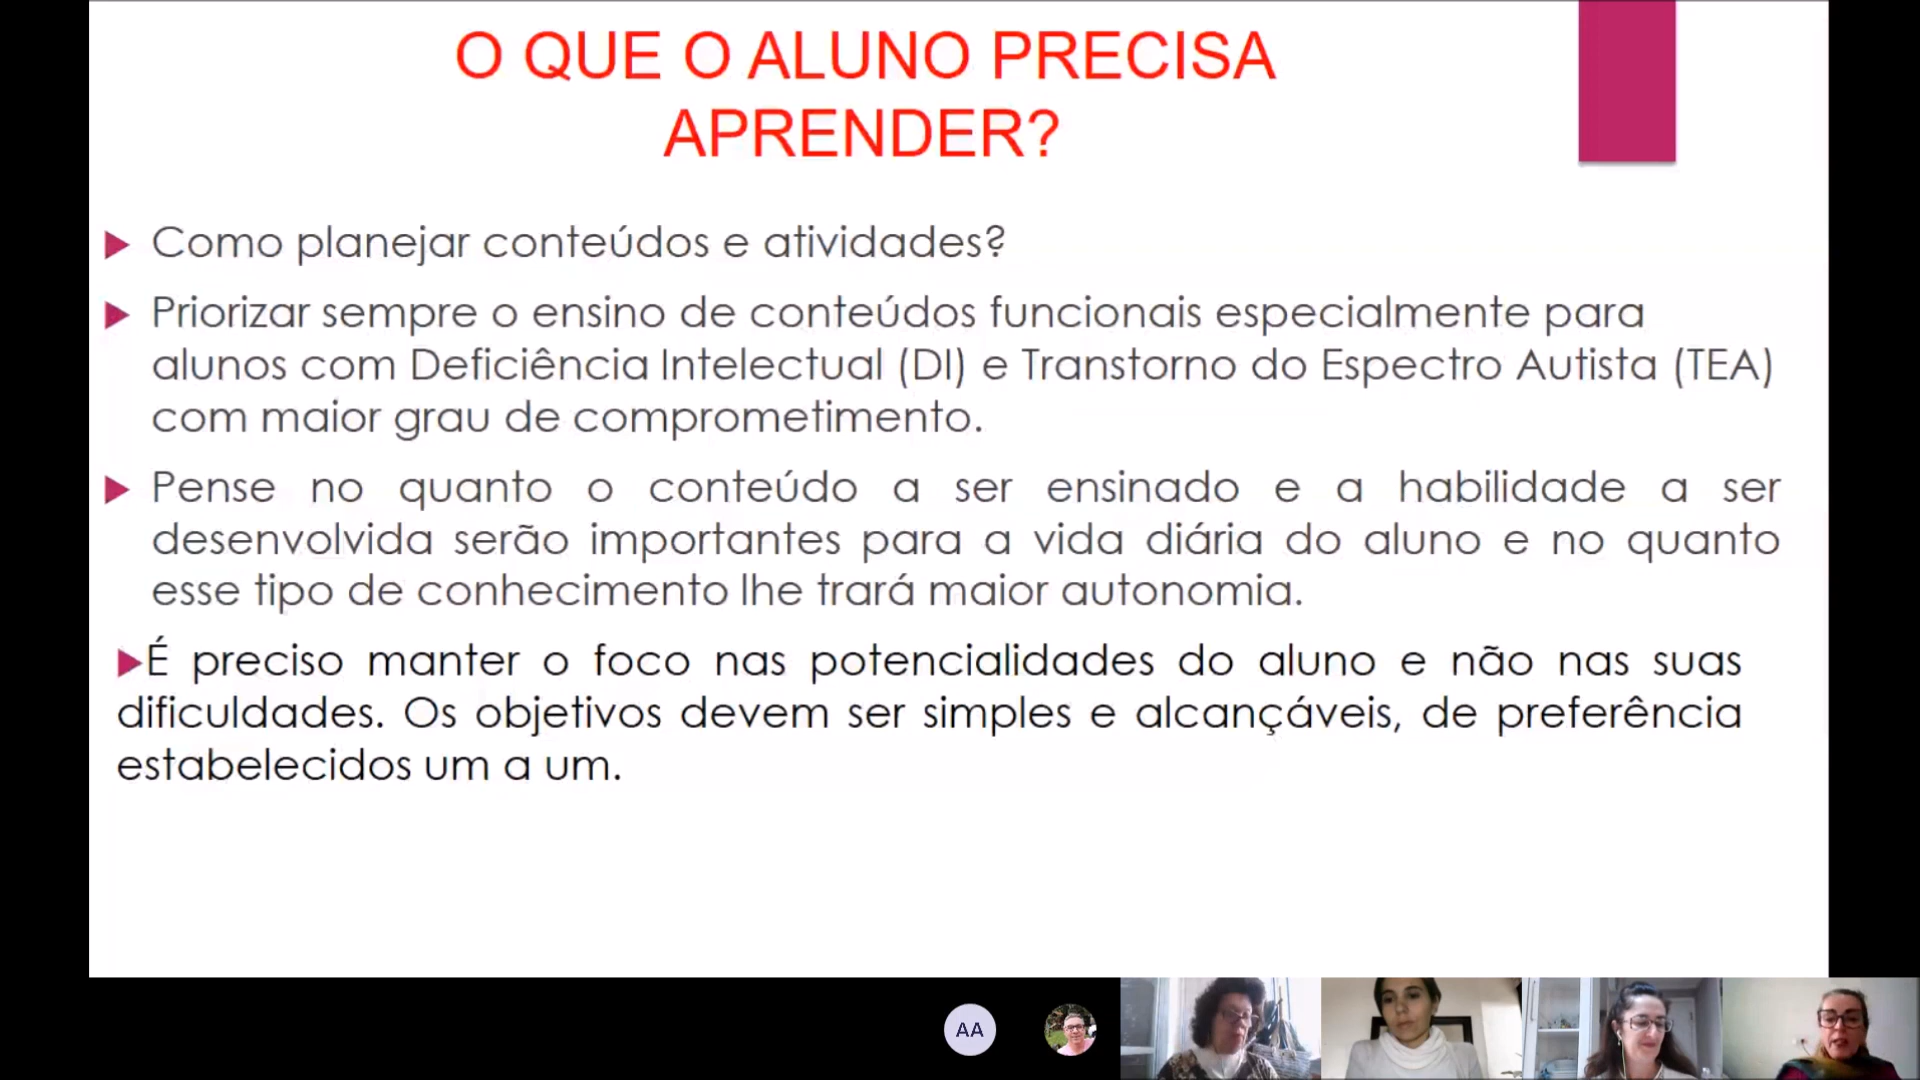 O QUE O ALUNO PRECISA
APRENDER?
Como planejar conteúdos e atividades?
Priorizar sempre o ensino de conteúdos funcionais especialmente para
alunos com Deficiência Intelectual (DI) e Transtorno do Espectro Autista (TEA)
com maior grau de comprometimento.
Pense no quanto o conteúdo a ser ensinado e a habilidade a ser
desenvolvida serão importantes para a vida diária do aluno e no quanto
esse tipo de conhecimento lhe trará maior autonomia.
É preciso manter o foco nas potencialidades do aluno e não nas suas
dificuldades. Os objetivos devem ser simples e alcançáveis, de preferência
estabelecidos um a um.
AA